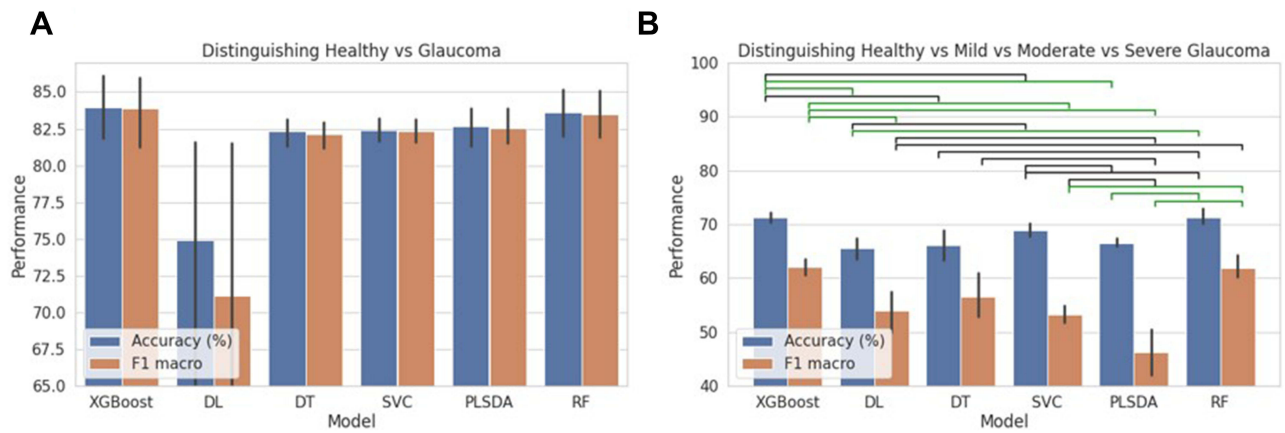 A
Distinguishing Healthy vs Glaucoma
Performance
85.0
82.5
80.0
77.5
75.0
72.5
70.0
67.5
65.0
Accuracy (%)
F1 macro
XGBoost DL DT SVC PLSDA RF
Model
B
Distinguishing Healthy vs Mild vs Moderate vs Severe Glaucoma
Performance
100
90
80
70
60
50
40
Accuracy (%)
F1 macro
XGBoost DL DT SVC PLSDA RF
Model